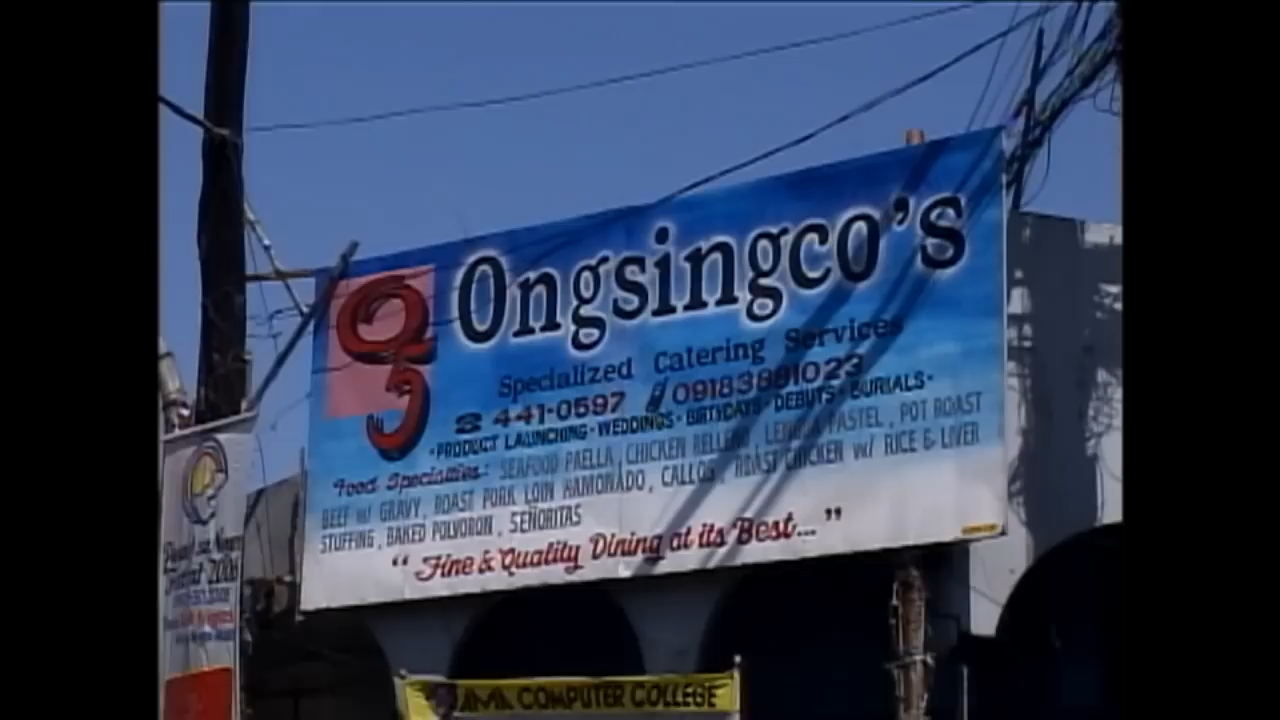 Ongsingco's
Specialized Catering Services
441-0597 09183891023
•PRODUCT LAUNCHING•WEDDINGS•BIRTHDAYS•DEBUTS•BURIALS•
Food Specialties: SEAFOOD PAELLA, CHICKEN RELLENO, LENGUA PASTEL, POT ROAST
BEEF W/ GRAVY, ROAST PORK LOIN HAMONADO, CALLOS, ROAST CHICKEN W/ RICE & LIVER
STUFFING, BAKED POLVORON, SEÑORITAS
"Fine & Quality Dining at its Best..."
AMA COMPUTER COLLEGE